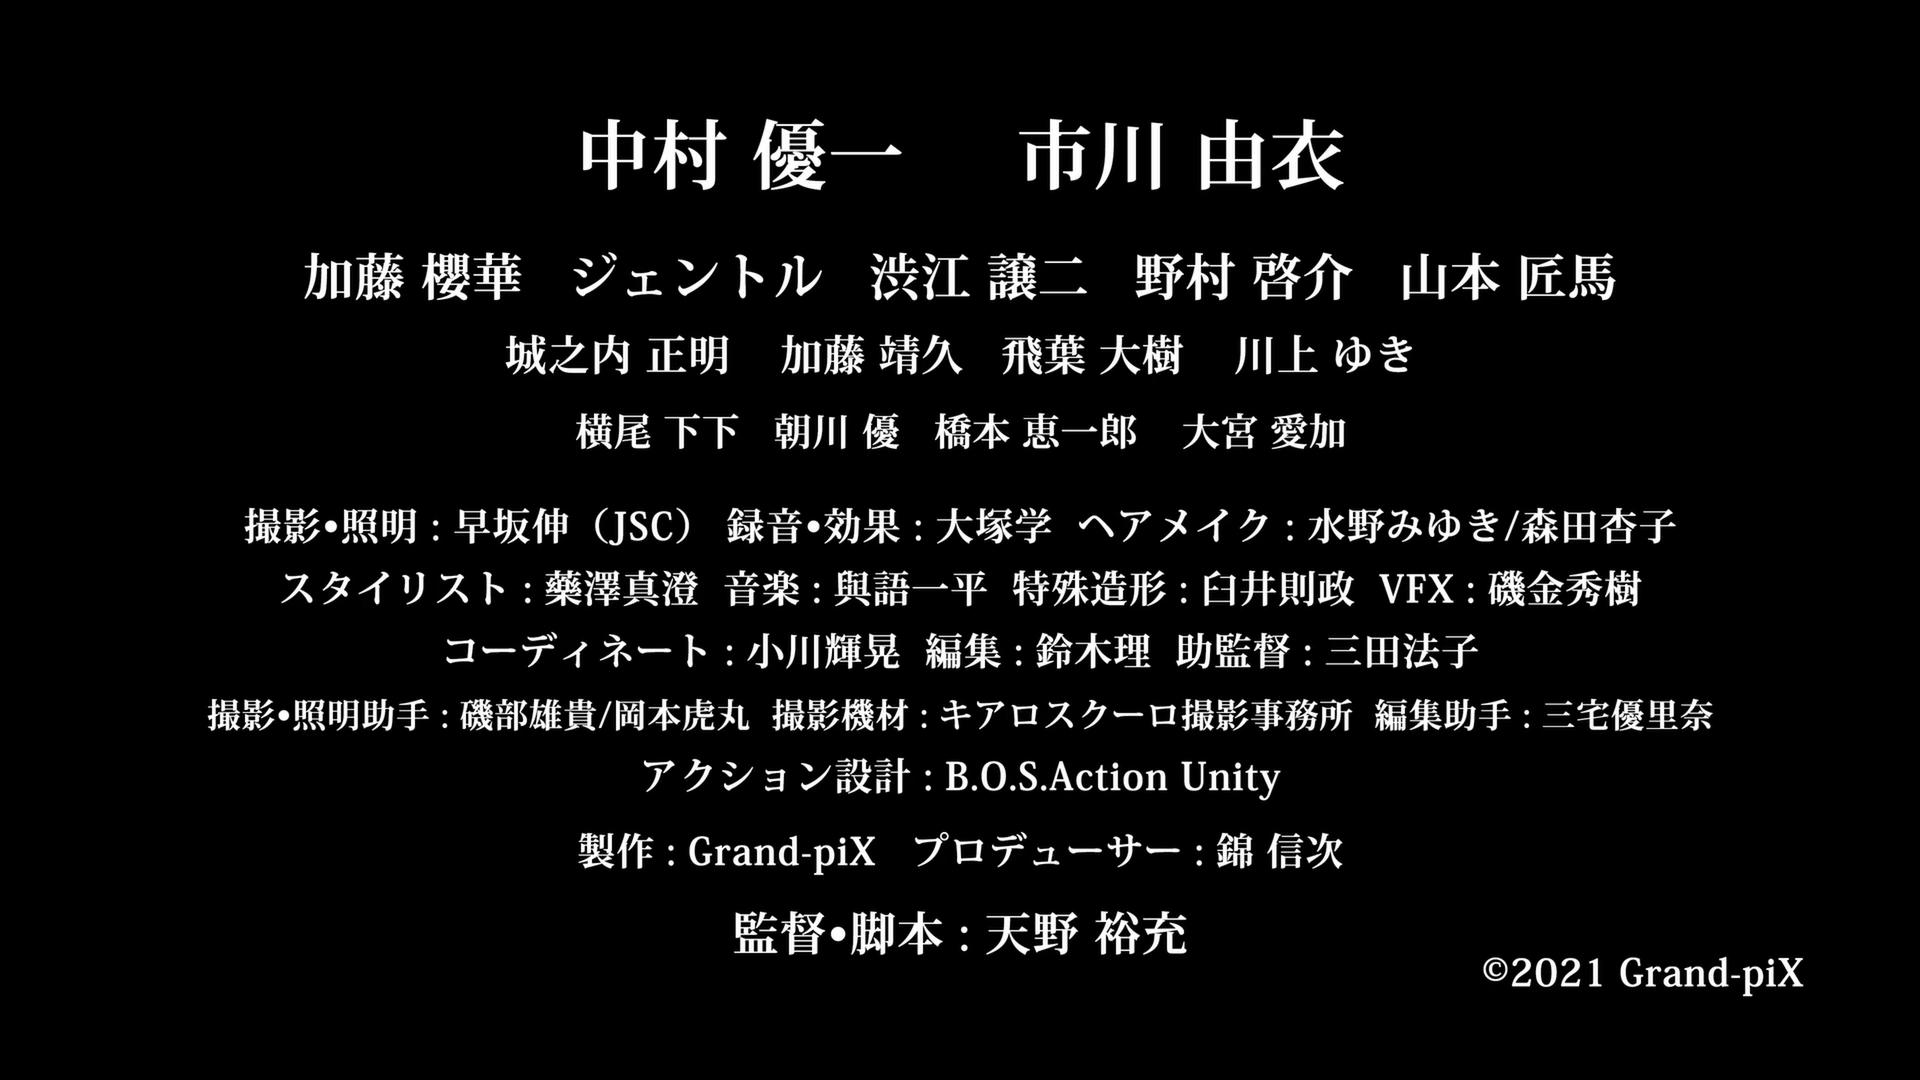 中村 優一 市川 由衣
加藤 櫻華 ジェントル 渋江 譲二 野村 啓介 山本 匠馬
城之内 正明 加藤 靖久 飛葉 大樹 川上 ゆき
横尾 下下 朝川 優 橋本 恵一郎 大宮 愛加
撮影•照明 : 早坂伸（JSC） 録音•効果 : 大塚学 ヘアメイク : 水野みゆき/森田杏子
スタイリスト : 藥澤真澄 音楽 : 與語一平 特殊造形 : 臼井則政 VFX : 磯金秀樹
コーディネート : 小川輝晃 編集 : 鈴木理 助監督 : 三田法子
撮影•照明助手 : 磯部雄貴/岡本虎丸 撮影機材 : キアロスクーロ撮影事務所 編集助手 : 三宅優里奈
アクション設計 : B.O.S.Action Unity
製作 : Grand-piX プロデューサー : 錦 信次
監督•脚本 : 天野 裕充
©2021 Grand-piX